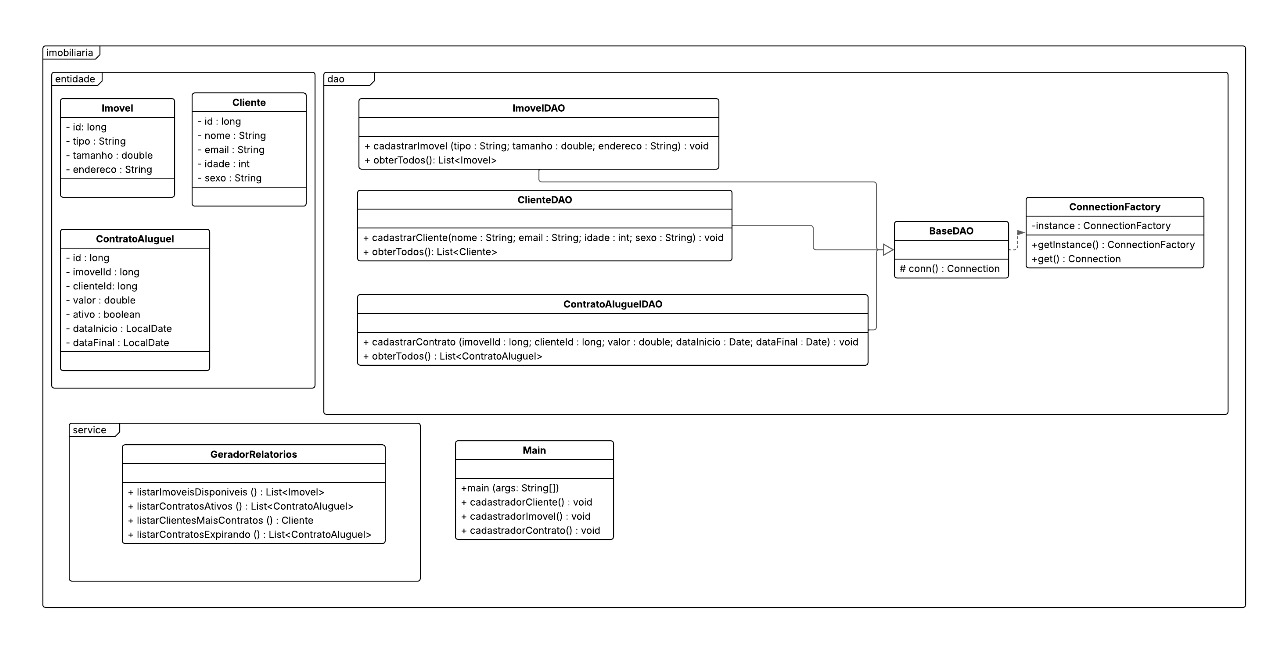 imobiliaria
entidade
Imovel
- id: long
- tipo : String
- tamanho : double
- endereco : String
Cliente
- id : long
- nome : String
- email : String
- idade : int
- sexo : String
ContratoAluguel
- id : long
- imovelId : long
- clienteId: long
- valor : double
- ativo : boolean
- dataInicio : LocalDate
- dataFinal : LocalDate
dao
ImovelDAO
+ cadastrarImovel (tipo : String; tamanho : double; endereco : String) : void
+ obterTodos(): List<Imovel>
ClienteDAO
+ cadastrarCliente(nome : String; email : String; idade : int; sexo : String) : void
+ obterTodos(): List<Cliente>
ContratoAluguelDAO
+ cadastrarContrato (imovelId : long; clienteId : long; valor : double; dataInicio : Date; dataFinal : Date) : void
+ obterTodos() : List<ContratoAluguel>
BaseDAO
# conn() : Connection
ConnectionFactory
-instance : ConnectionFactory
+getInstance() : ConnectionFactory
+get() : Connection
service
GeradorRelatorios
+ listarImoveisDisponiveis () : List<Imovel>
+ listarContratosAtivos () : List<ContratoAluguel>
+ listarClientesMaisContratos () : Cliente
+ listarContratosExpirando () : List<ContratoAluguel>
Main
+main (args: String[])
+ cadastradorCliente() : void
+ cadastradorImovel() : void
+ cadastradorContrato() : void